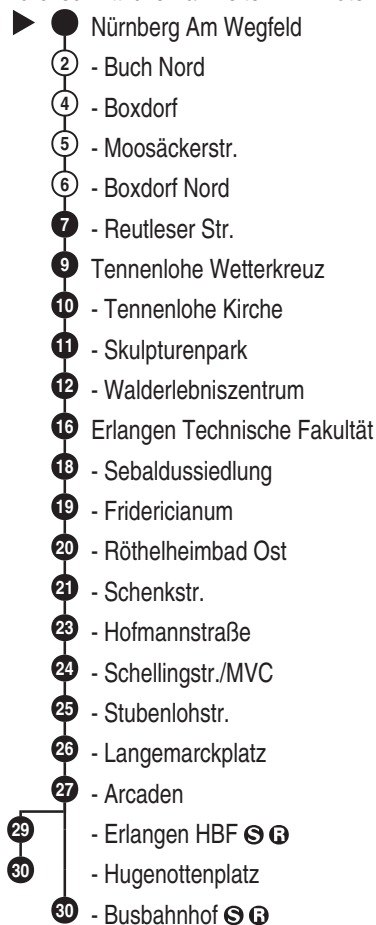 Nürnberg Am Wegfeld
2 - Buch Nord
4 - Boxdorf
5 - Moosäckerstr.
6 - Boxdorf Nord
7 - Reutleser Str.
9 Tennenlohe Wetterkreuz
10 - Tennenlohe Kirche
11 - Skulpturenpark
12 - Walderlebniszentrum
16 Erlangen Technische Fakultät
18 - Sebaldussiedlung
19 - Fridericianum
20 - Röthelheimbad Ost
21 - Schenkstr.
23 - Hofmannstraße
24 - Schellingstr./MVC
25 - Stubenlohstr.
26 - Langemarckplatz
27 - Arcaden
29 - Erlangen HBF S R
30 - Hugenottenplatz
30 - Busbahnhof S R